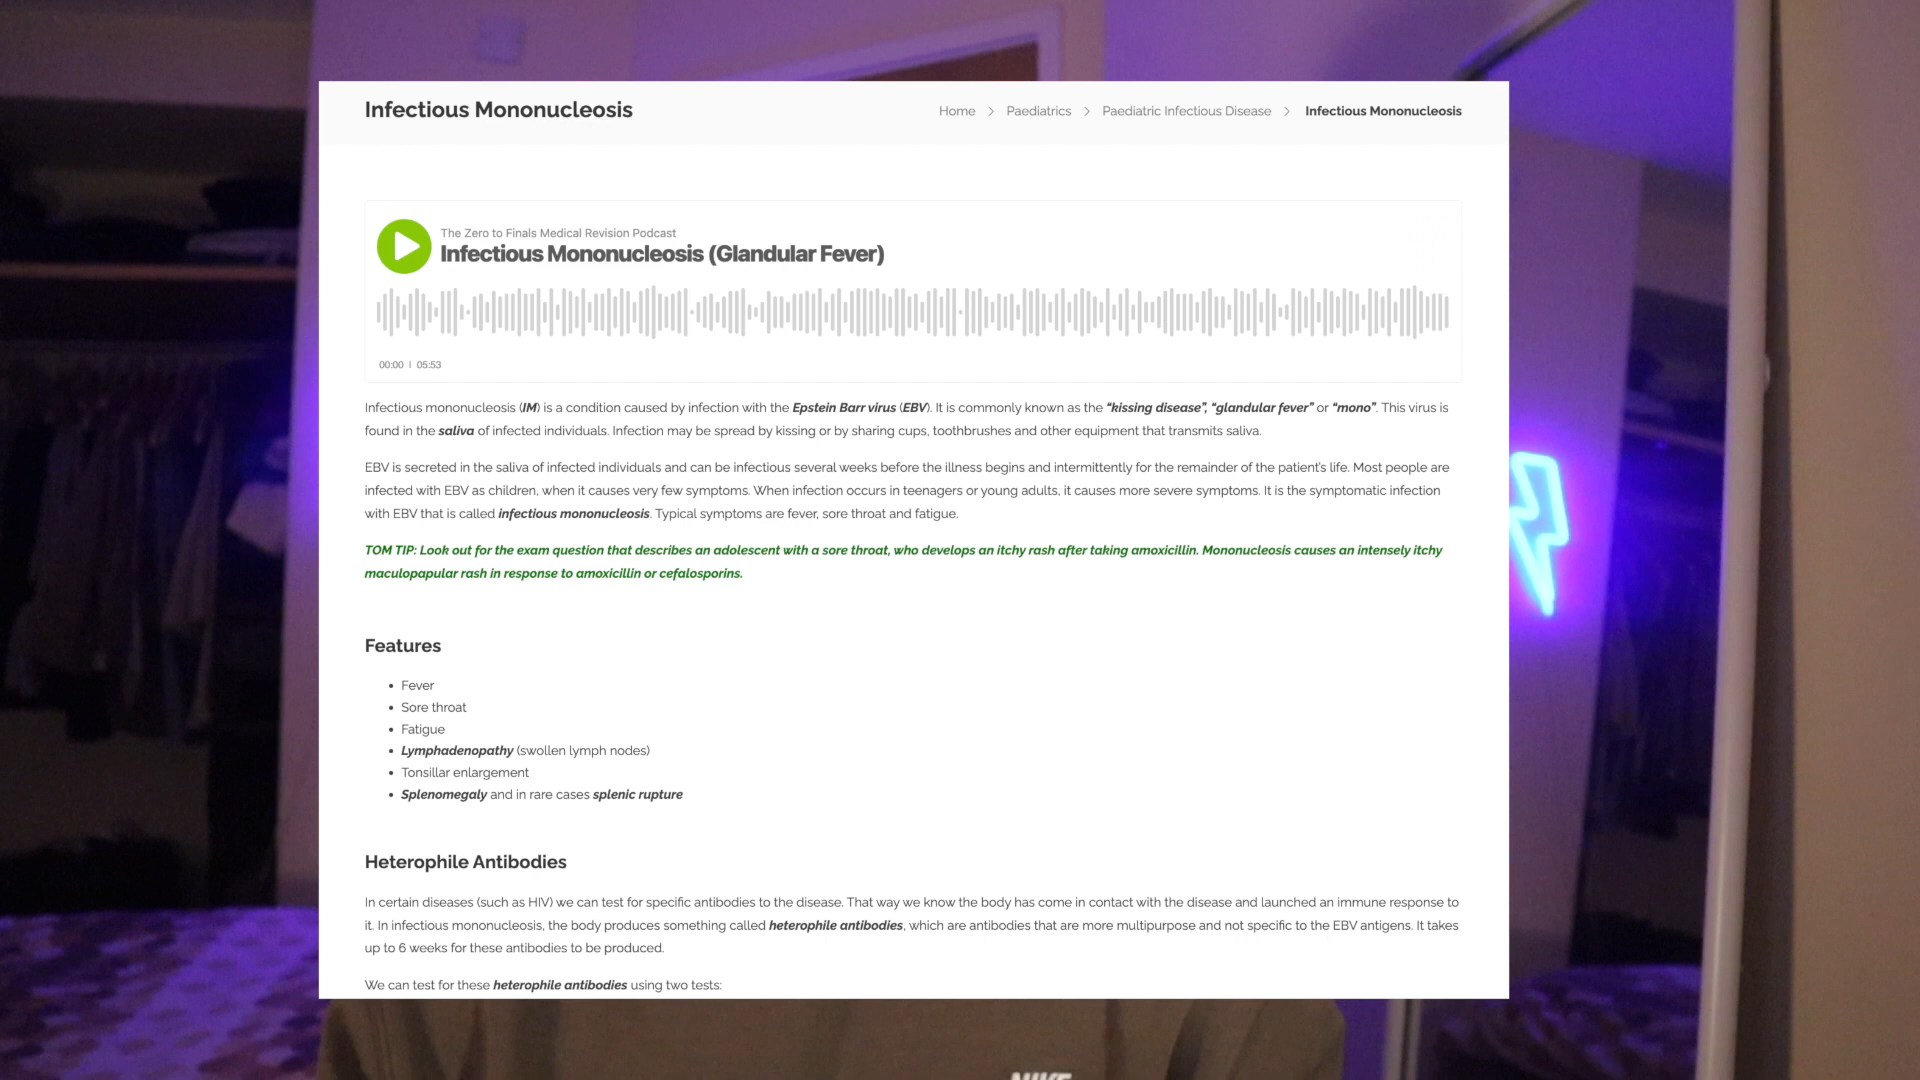 Infectious Mononucleosis
Home > Paediatrics > Paediatric Infectious Disease > Infectious Mononucleosis
The Zero to Finals Medical Revision Podcast
Infectious Mononucleosis (Glandular Fever)
00:00 | 05:53
Infectious mononucleosis (IM) is a condition caused by infection with the Epstein Barr virus (EBV). It is commonly known as the “kissing disease”, “glandular fever” or “mono”. This virus is
found in the saliva of infected individuals. Infection may be spread by kissing or by sharing cups, toothbrushes and other equipment that transmits saliva.
EBV is secreted in the saliva of infected individuals and can be infectious several weeks before the illness begins and intermittently for the remainder of the patient’s life. Most people are
infected with EBV as children, when it causes very few symptoms. When infection occurs in teenagers or young adults, it causes more severe symptoms. It is the symptomatic infection
with EBV that is called infectious mononucleosis. Typical symptoms are fever, sore throat and fatigue.
TOM TIP: Look out for the exam question that describes an adolescent with a sore throat, who develops an itchy rash after taking amoxicillin. Mononucleosis causes an intensely itchy
maculopapular rash in response to amoxicillin or cefalosporins.
Features
• Fever
• Sore throat
• Fatigue
• Lymphadenopathy (swollen lymph nodes)
• Tonsillar enlargement
• Splenomegaly and in rare cases splenic rupture
Heterophile Antibodies
In certain diseases (such as HIV) we can test for specific antibodies to the disease. That way we know the body has come in contact with the disease and launched an immune response to
it. In infectious mononucleosis, the body produces something called heterophile antibodies, which are antibodies that are more multipurpose and not specific to the EBV antigens. It takes
up to 6 weeks for these antibodies to be produced.
We can test for these heterophile antibodies using two tests:
NIKE